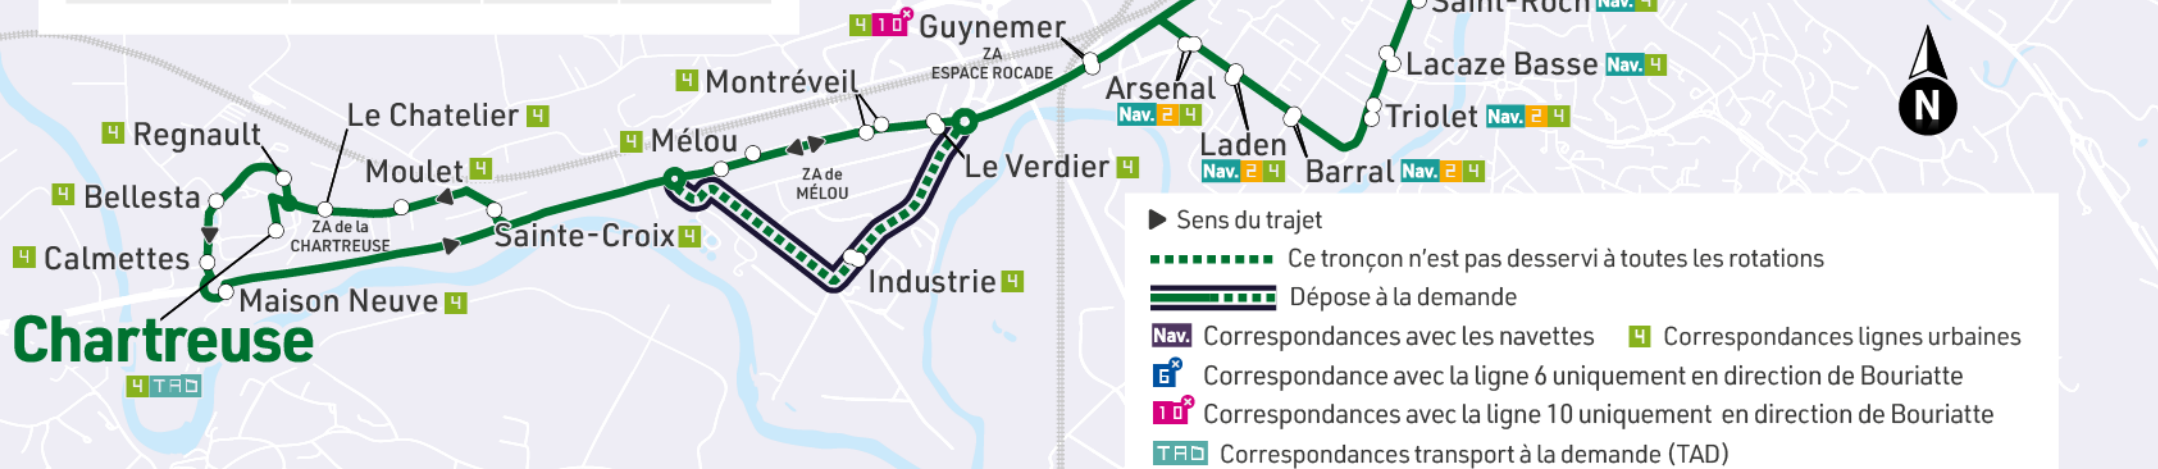 Saint-Roch Nav. 4
4 10x Guynemer
ZA
ESPACE ROCADE
Lacaze Basse Nav. 4
4 Montréveil
Arsenal
Nav. 2 4
Triolet Nav. 2 4
N
Le Chatelier 4
4 Regnault
4 Mélou
Laden
Nav. 2 4
Barral Nav. 2 4
Le Verdier 4
Moulet 4
ZA de
MÉLOU
4 Bellesta
ZA de la
CHARTREUSE
Sainte-Croix 4
4 Calmettes
Industrie 4
Maison Neuve 4
Chartreuse
4 TAD
Sens du trajet
Ce tronçon n'est pas desservi à toutes les rotations
Dépose à la demande
Nav. Correspondances avec les navettes
4 Correspondances lignes urbaines
6x Correspondance avec la ligne 6 uniquement en direction de Bouriatte
10x Correspondances avec la ligne 10 uniquement en direction de Bouriatte
TAD Correspondances transport à la demande (TAD)